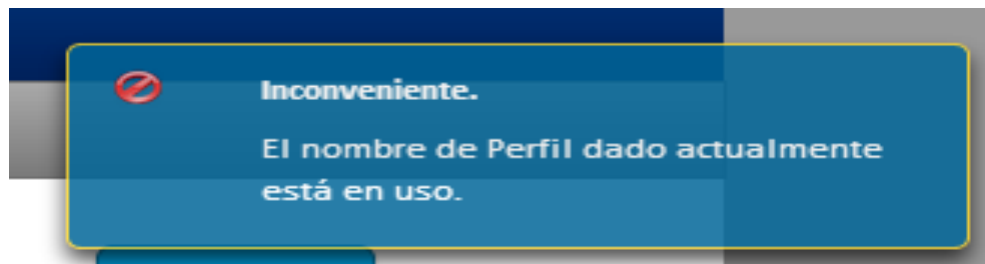 Inconveniente.
El nombre de Perfil dado actualmente
está en uso.